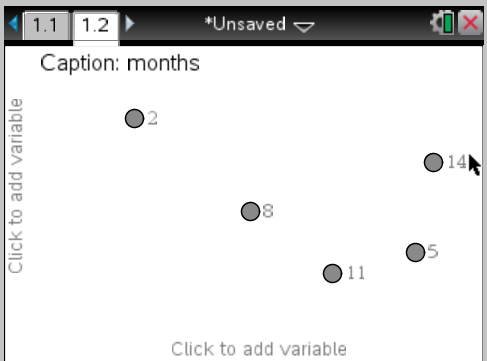 1.1 1.2 *Unsaved
Caption: months
Click to add variable
2
14
8
5
11
Click to add variable